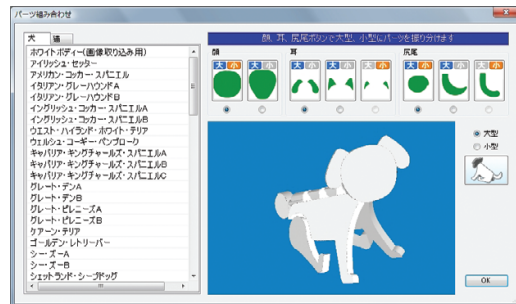 パーツ組み合わせ
犬 猫
顔、耳、尻尾ボタンで大型、小型にパーツを振り分けます
ホワイトボディー(画像取り込み用)
アイリッシュ・セッター
アメリカン・コッカー・スパニエル
イタリアン・グレーハウンドA
イタリアン・グレーハウンドB
イングリッシュ・コッカー・スパニエルA
イングリッシュ・コッカー・スパニエルB
ウエスト・ハイランド・ホワイト・テリア
ウェルシュ・コーギー・ペンブローク
キャバリア・キングチャールズ・スパニエルA
キャバリア・キングチャールズ・スパニエルB
キャバリア・キングチャールズ・スパニエルC
グレート・デンA
グレート・デンB
グレート・ピレニーズA
グレート・ピレニーズB
ケアーン・テリア
ゴールデン・レトリーバー
シー・ズーA
シー・ズーB
シェットランド・シープドッグ
顔 耳 尻尾
大 小 大 小 大 小 大 小 大 小 大 小 大 小 大 小
大型
小型
OK